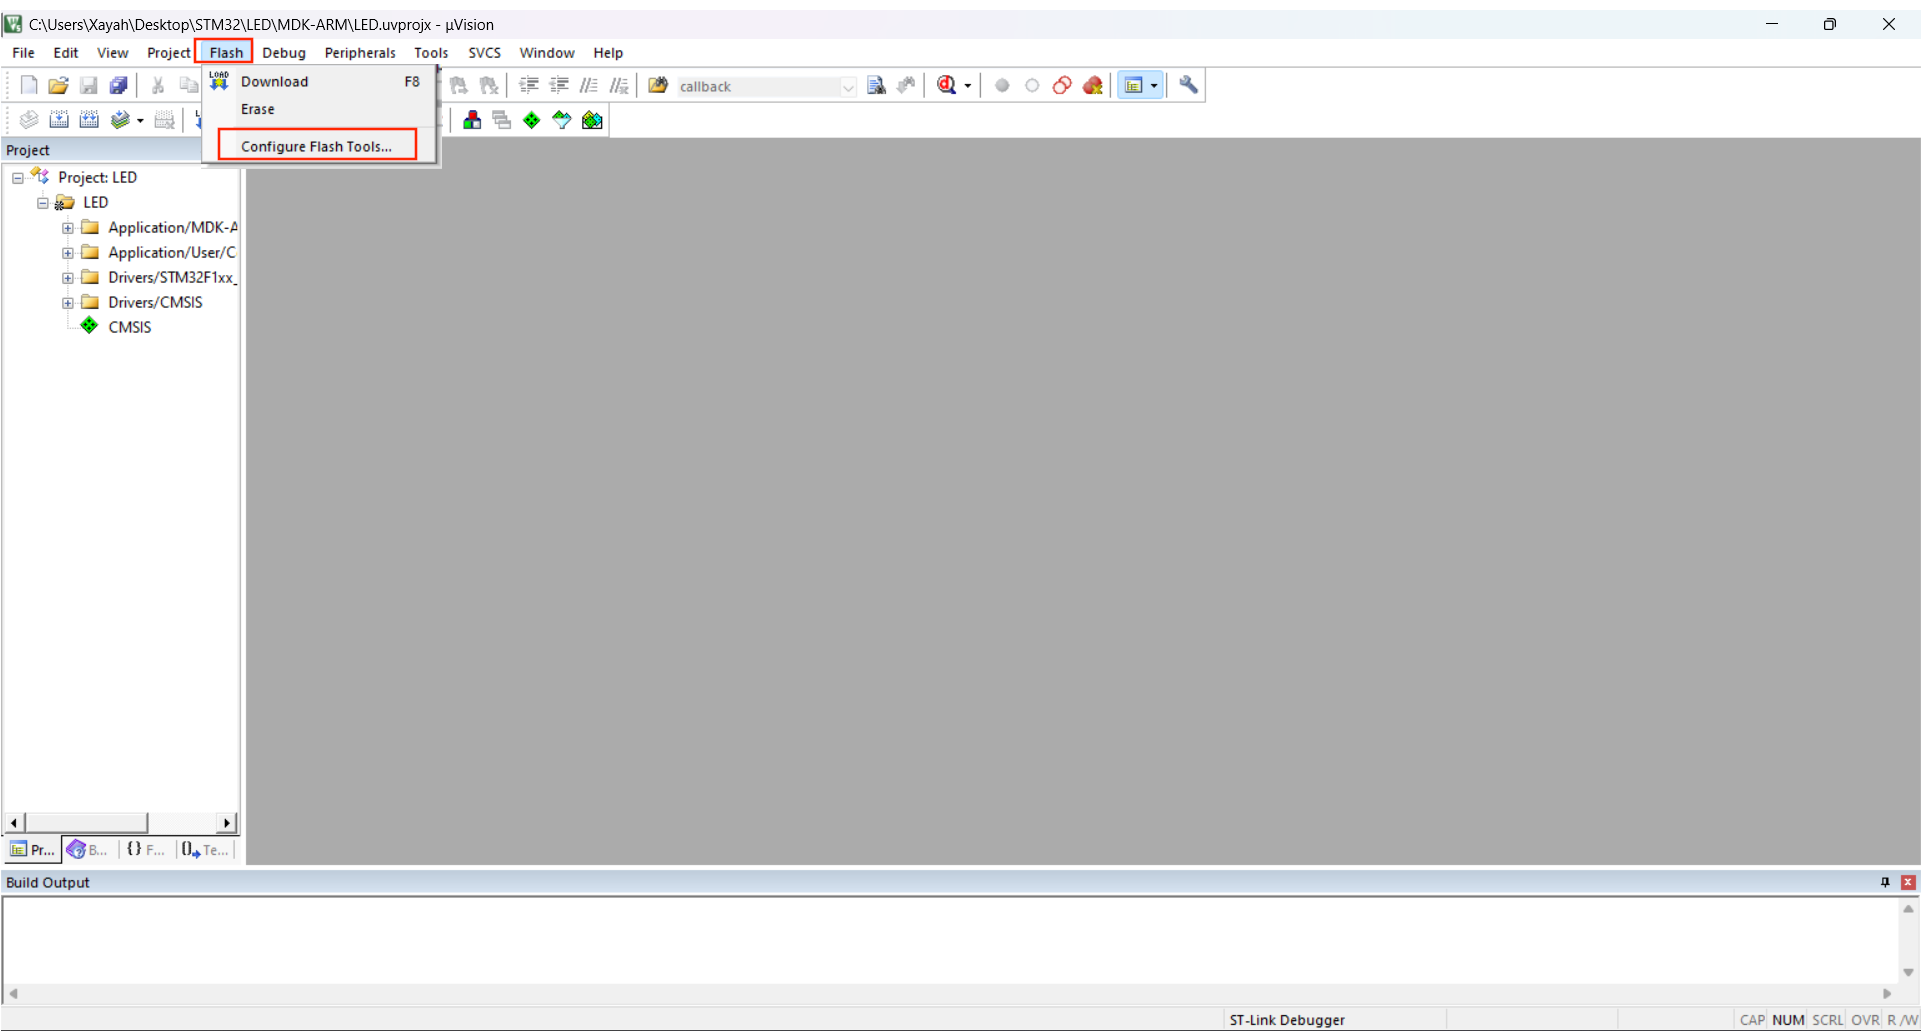 C:\Users\Xayah\Desktop\STM32\LED\MDK-ARM\LED.uvprojx - µVision
File Edit View Project Flash Debug Peripherals Tools SVCS Window Help
LOAD Download F8
callback
Erase
Configure Flash Tools...
Project
Project: LED
LED
Application/MDK-A
Application/User/C
Drivers/STM32F1xx_
Drivers/CMSIS
CMSIS
Pr... B... {} F... Te...
Build Output
ST-Link Debugger CAP NUM SCRL OVR R/W